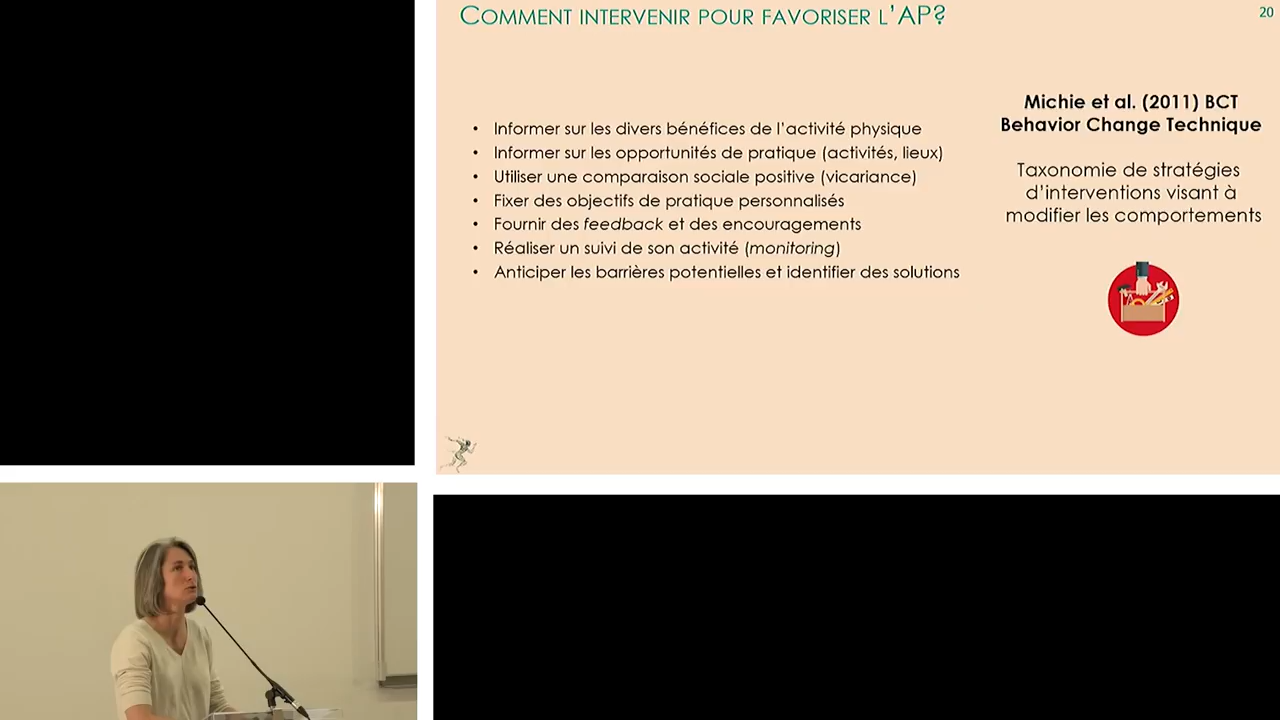 COMMENT INTERVENIR POUR FAVORISER L'AP?
20
• Informer sur les divers bénéfices de l'activité physique
• Informer sur les opportunités de pratique (activités, lieux)
• Utiliser une comparaison sociale positive (vicariance)
• Fixer des objectifs de pratique personnalisés
• Fournir des feedback et des encouragements
• Réaliser un suivi de son activité (monitoring)
• Anticiper les barrières potentielles et identifier des solutions
Michie et al. (2011) BCT
Behavior Change Technique
Taxonomie de stratégies
d'interventions visant à
modifier les comportements